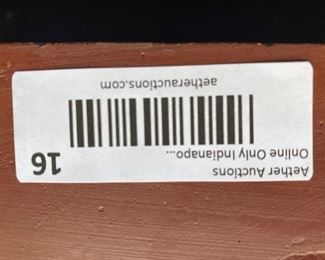 Aether Auctions
Online Only Indianapo...
16
aetherauctions.com